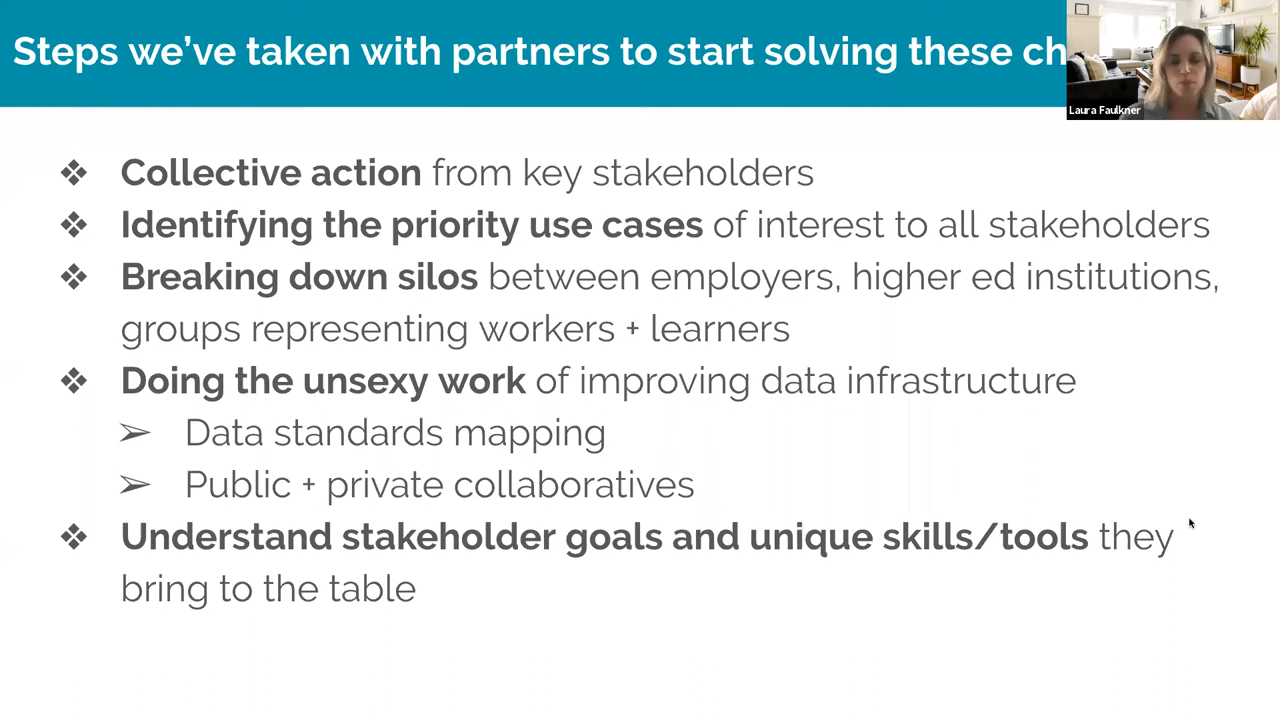 Steps we’ve taken with partners to start solving these ch
Laura Faulkner
❖ Collective action from key stakeholders
❖ Identifying the priority use cases of interest to all stakeholders
❖ Breaking down silos between employers, higher ed institutions,
groups representing workers + learners
❖ Doing the unsexy work of improving data infrastructure
➢ Data standards mapping
➢ Public + private collaboratives
❖ Understand stakeholder goals and unique skills/tools they
bring to the table